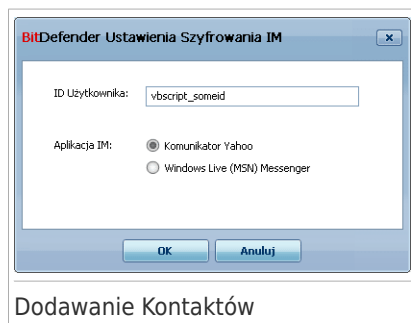 BitDefender Ustawienia Szyfrowania IM
ID Użytkownika:
vbscript_someid
Aplikacja IM:
Komunikator Yahoo
Windows Live (MSN) Messenger
OK
Anuluj
Dodawanie Kontaktów